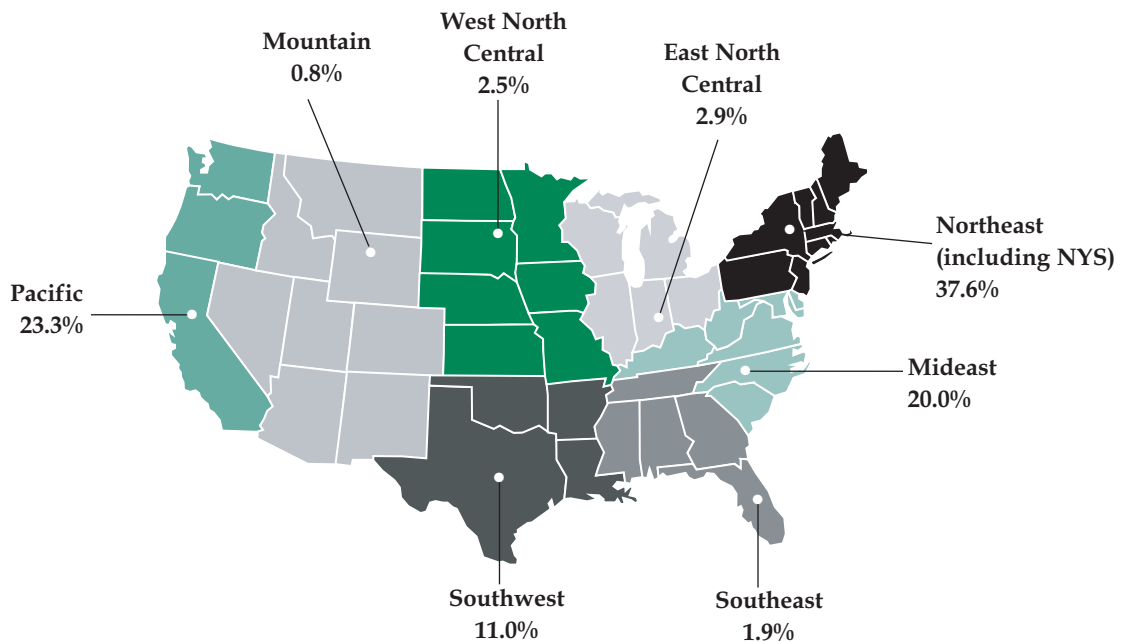 West North
Central
2.5%
Mountain
0.8%
East North
Central
2.9%
Northeast
(including NYS)
37.6%
Pacific
23.3%
Mideast
20.0%
Southwest
11.0%
Southeast
1.9%